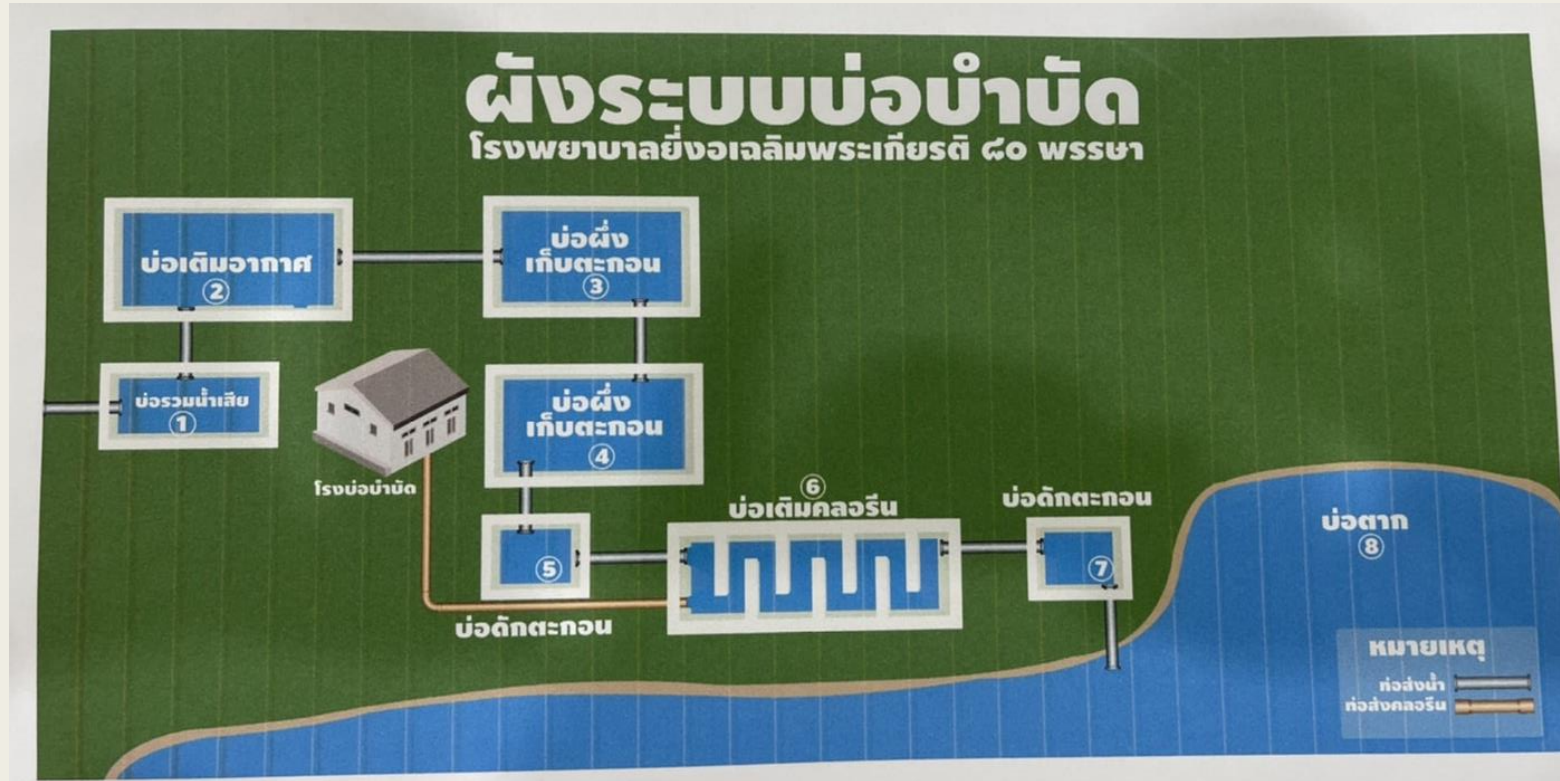 ผังระบบบ่อบำบัด
โรงพยาบาลยี่งอเฉลิมพระเกียรติ ๘๐ พรรษา
บ่อเติมอากาศ
②
บ่อผึ่ง
เก็บตะกอน
③
บ่อรวมน้ำเสีย
①
โรงบ่อบำบัด
บ่อผึ่ง
เก็บตะกอน
④
⑤
บ่อดักตะกอน
⑥
บ่อเติมคลอรีน
บ่อดักตะกอน
⑦
บ่อตาก
⑧
หมายเหตุ
ท่อส่งน้ำ
ท่อส่งคลอรีน